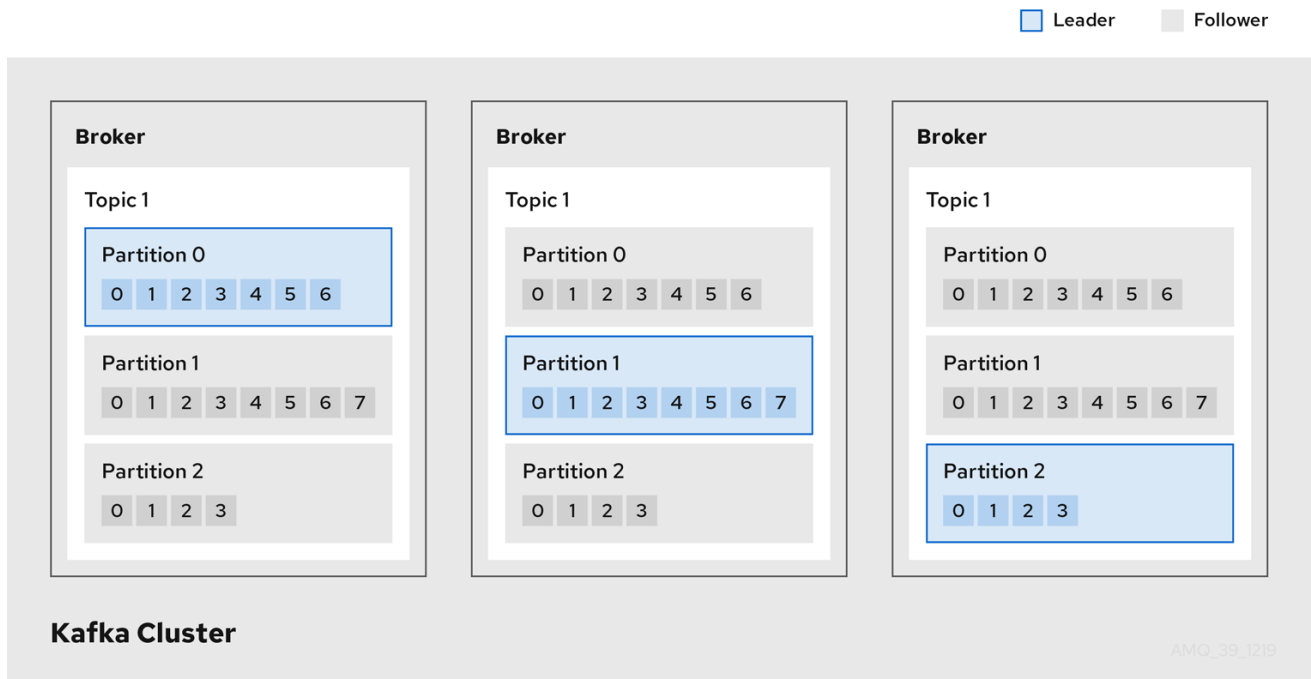 Leader
Follower
Broker
Topic 1
Partition 0
0 1 2 3 4 5 6
Partition 1
0 1 2 3 4 5 6 7
Partition 2
0 1 2 3
Broker
Topic 1
Partition 0
0 1 2 3 4 5 6
Partition 1
0 1 2 3 4 5 6 7
Partition 2
0 1 2 3
Broker
Topic 1
Partition 0
0 1 2 3 4 5 6
Partition 1
0 1 2 3 4 5 6 7
Partition 2
0 1 2 3
Kafka Cluster
AMQ_39_1219